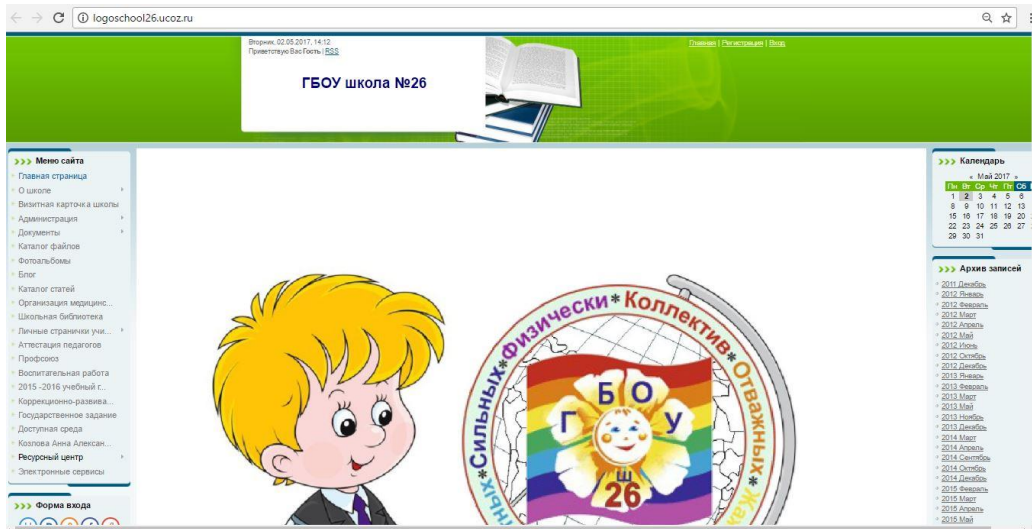 logoschool26.ucoz.ru
Вторник, 02.05.2017, 14:12
Приветствую Вас Гость | RSS
ГБОУ школа №26
Главная | Регистрация | Вход
Меню сайта
Главная страница
О школе
Визитная карточка школы
Администрация
Документы
Каталог файлов
Фотоальбомы
Блог
Каталог статей
Организация медицинс...
Школьная библиотека
Личные странички учи...
Аттестация педагогов
Профсоюз
Воспитательная работа
2015 -2016 учебный г...
Коррекционно-развива...
Государственное задание
Доступная среда
Козлова Анна Алексан...
Ресурсный центр
Электронные сервисы
Форма входа
Сильных*Физически*Коллектив*Отважных*
Г Б О У
Ш
26
Календарь
« Май 2017 »
Пн Вт Ср Чт Пт Сб
1 2 3 4 5 6
8 9 10 11 12 13
15 16 17 18 19 20
22 23 24 25 26 27
29 30 31
Архив записей
2011 Декабрь
2012 Январь
2012 Февраль
2012 Март
2012 Апрель
2012 Май
2012 Июнь
2012 Октябрь
2012 Декабрь
2013 Январь
2013 Февраль
2013 Март
2013 Май
2013 Ноябрь
2013 Декабрь
2014 Март
2014 Апрель
2014 Сентябрь
2014 Октябрь
2014 Декабрь
2015 Февраль
2015 Март
2015 Апрель
2015 Май